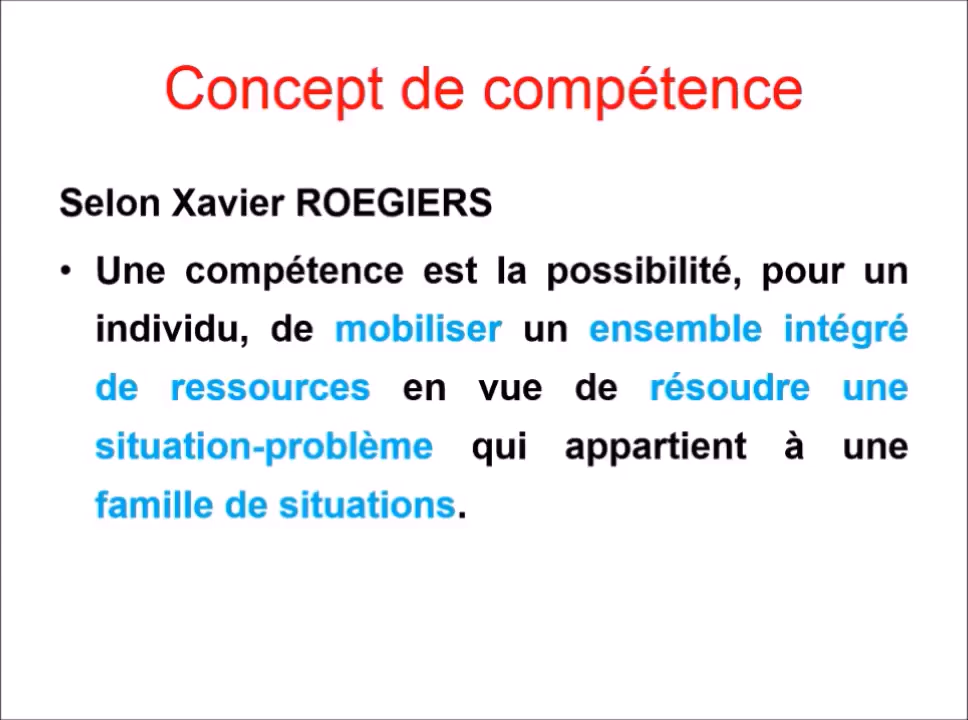 Concept de compétence
Selon Xavier ROEGIERS
• Une compétence est la possibilité, pour un
individu, de mobiliser un ensemble intégré
de ressources en vue de résoudre une
situation-problème qui appartient à une
famille de situations.